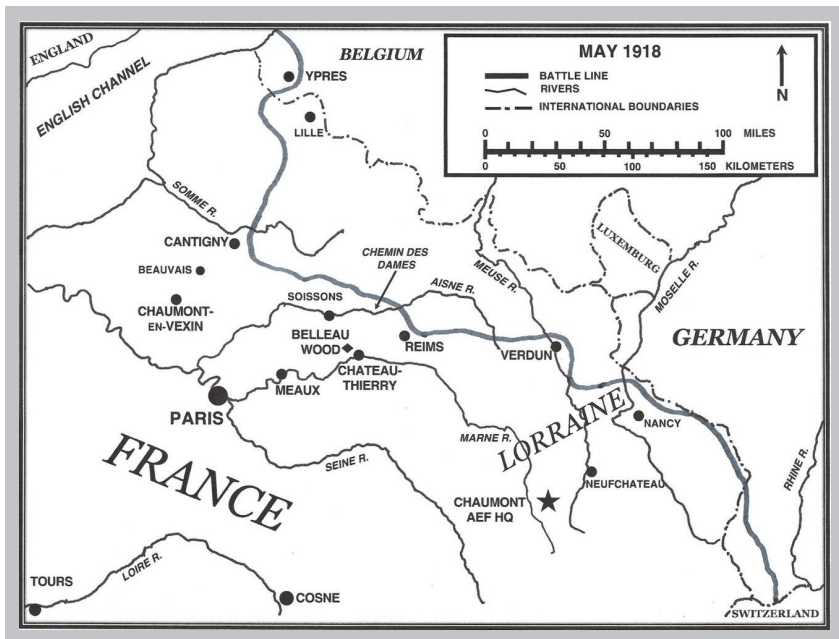 ENGLAND
ENGLISH CHANNEL
BELGIUM
YPRES
LILLE
MAY 1918
BATTLE LINE
RIVERS
INTERNATIONAL BOUNDARIES
N
0 50 100 MILES
0 50 100 150 KILOMETERS
SOMME R.
CANTIGNY
BEAUVAIS
CHAUMONT-
EN-VEXIN
CHEMIN DES
DAMES
SOISSONS
AISNE R.
MEUSE R.
LUXEMBURG
MOSELLE R.
GERMANY
BELLEAU
WOOD
REIMS
VERDUN
CHATEAU-
THIERRY
MEAUX
PARIS
LORRAINE
NANCY
MARNE R.
FRANCE
SEINE R.
NEUFCHATEAU
RHINE R.
CHAUMONT
AEF HQ
LOIRE R.
TOURS
COSNE
SWITZERLAND